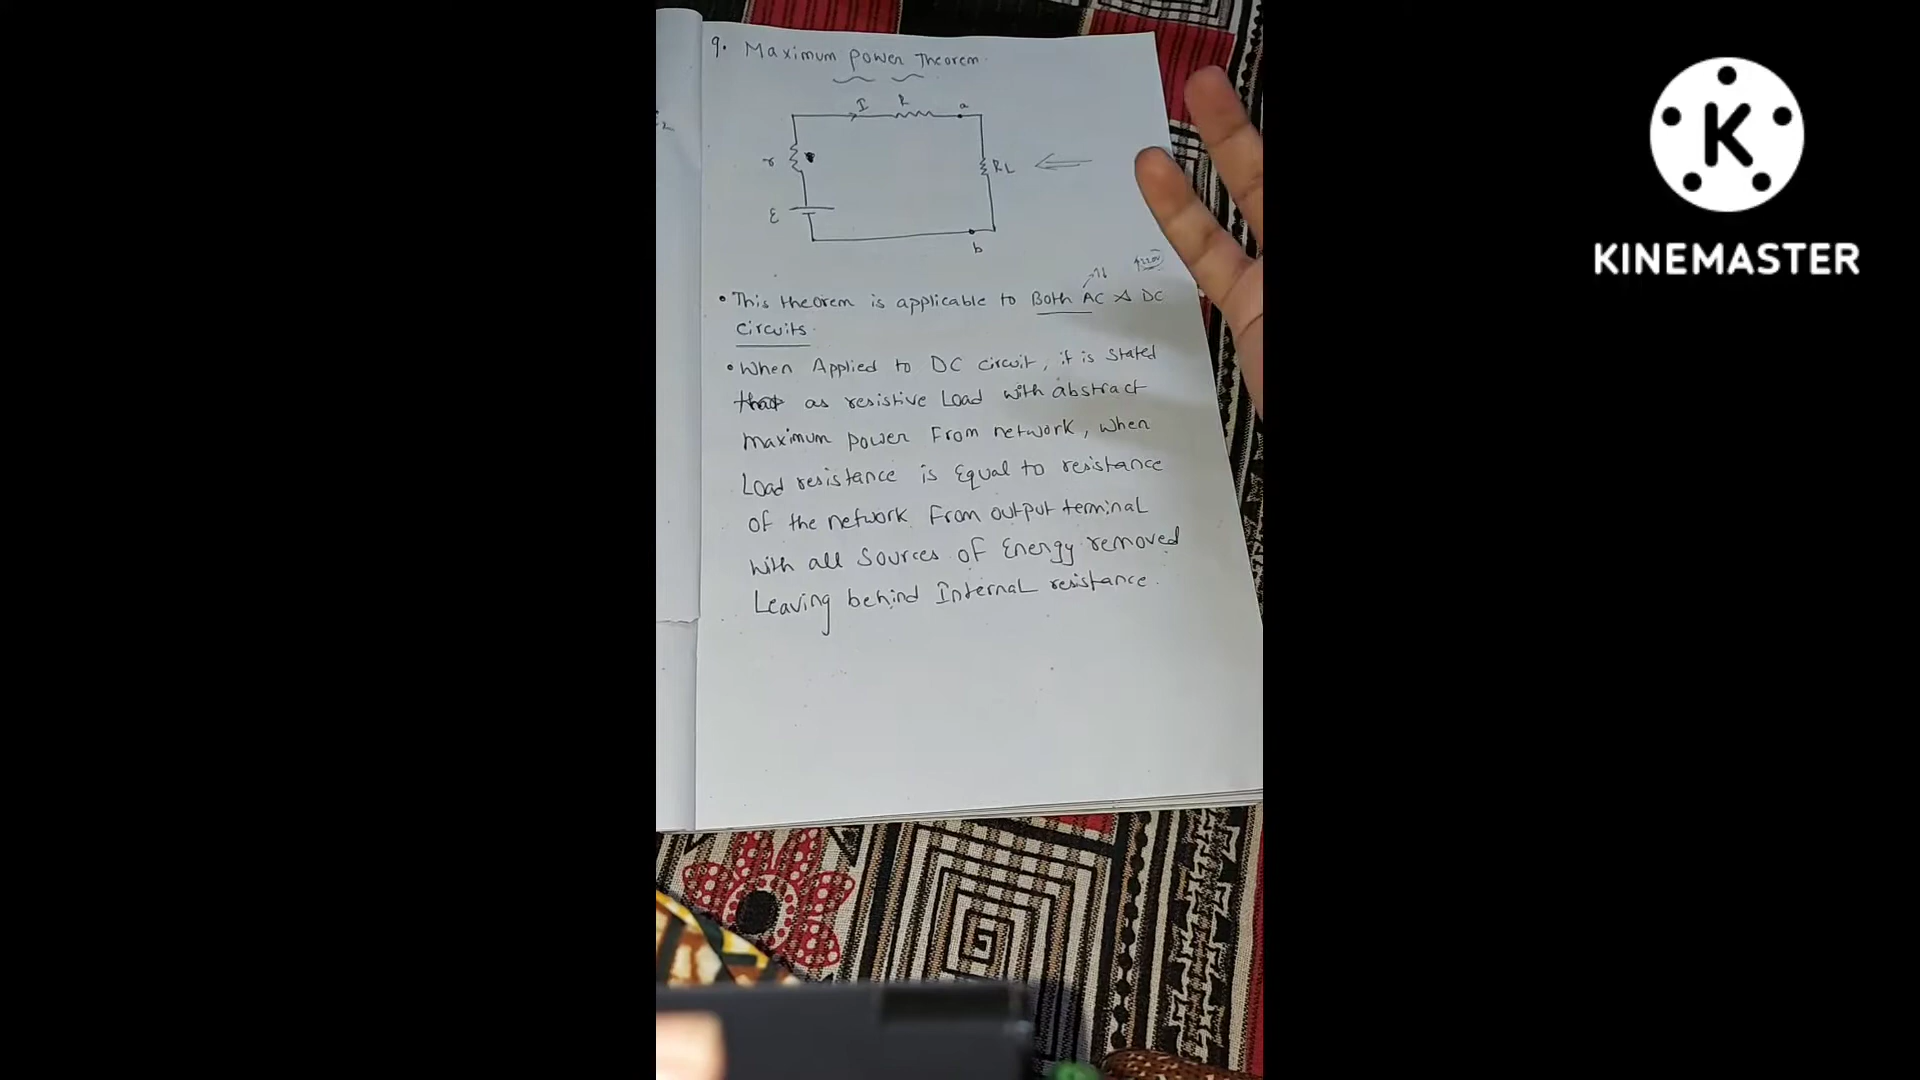 9. Maximum Power Theorem.
I R a
r
RL
ε
b
• This theorem is applicable to Both AC & DC
circuits.
• When Applied to DC circuit, it is stated
that as resistive Load with abstract
maximum power From network, when
Load resistance is Equal to resistance
of the network From output terminal
with all Sources of Energy removed
Leaving behind Internal resistance.
K
KINEMASTER